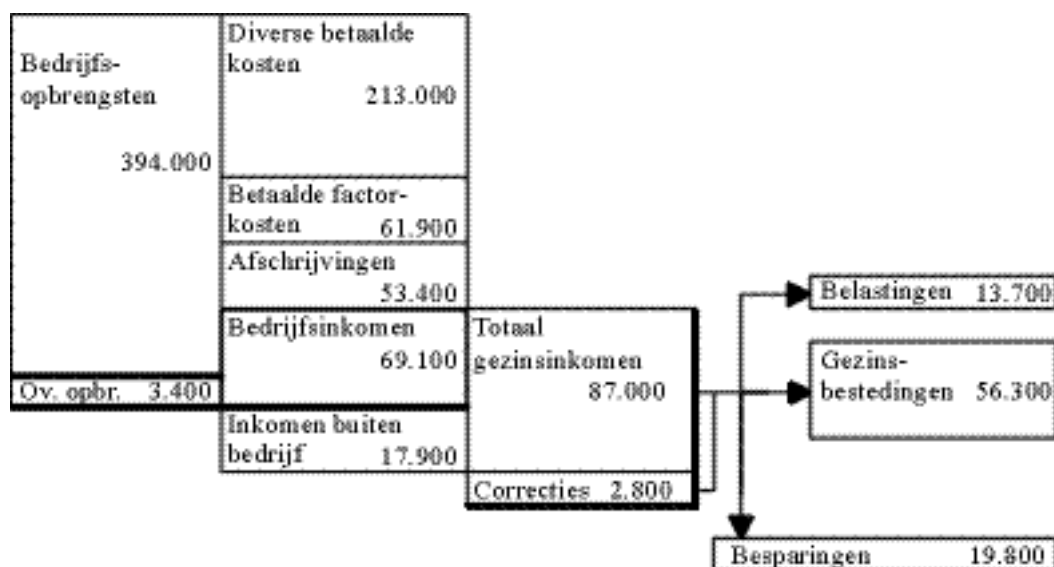 Bedrijfs-
opbrengsten
394.000
Ov. opbr. 3.400
Diverse betaalde
kosten
213.000
Betaalde factor-
kosten 61.900
Afschrijvingen
53.400
Bedrijfsinkomen
69.100
Inkomen buiten
bedrijf 17.900
Totaal
gezinsinkomen
87.000
Correcties 2.800
Belastingen 13.700
Gezins-
bestedingen 56.300
Besparingen 19.800